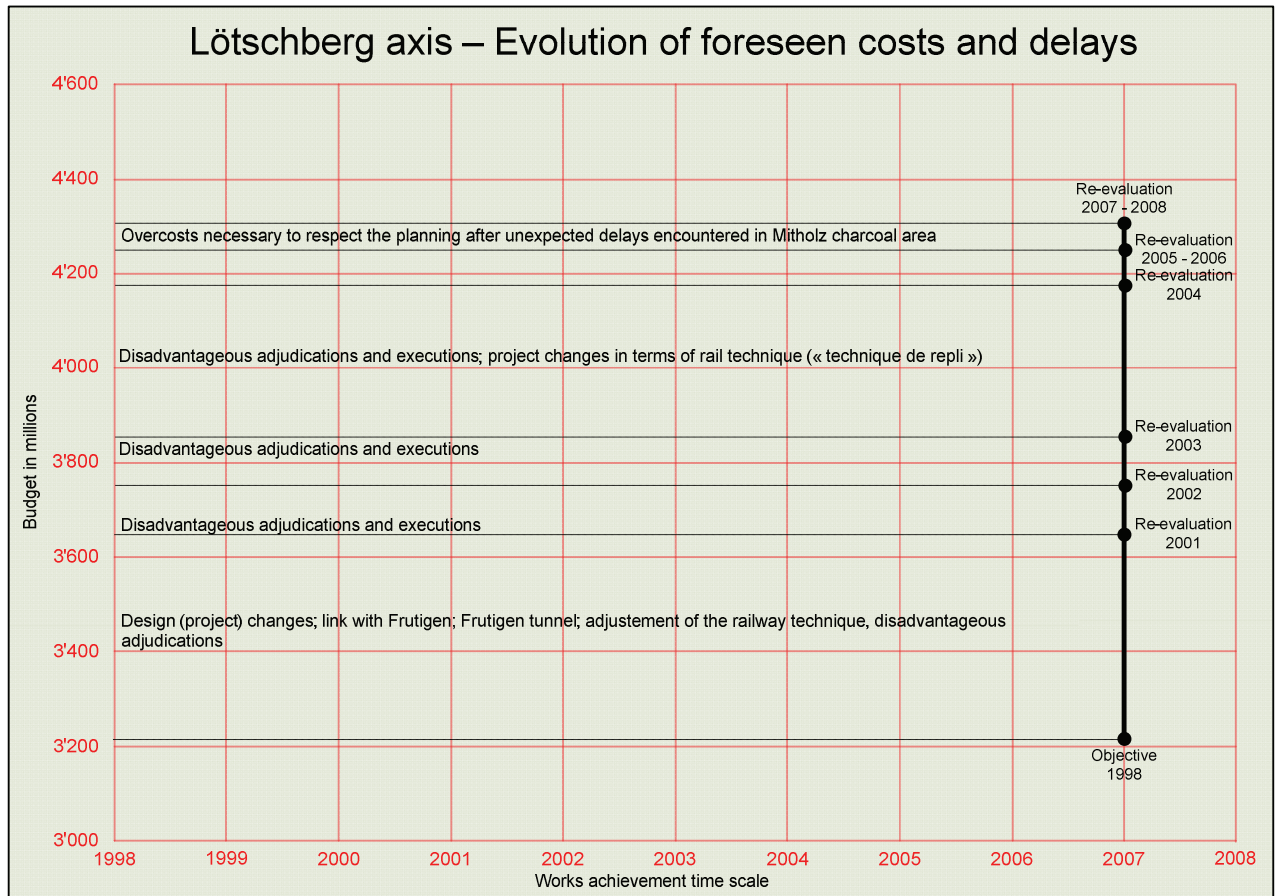 Lötschberg axis – Evolution of foreseen costs and delays
4'600
4'400
Re-evaluation
2007 - 2008
Overcosts necessary to respect the planning after unexpected delays encountered in Mitholz charcoal area
Re-evaluation
2005 - 2006
4'200
Re-evaluation
2004
Disadvantageous adjudications and executions; project changes in terms of rail technique (« technique de repli »)
4'000
Budget in millions
Re-evaluation
2003
Disadvantageous adjudications and executions
3'800
Re-evaluation
2002
Disadvantageous adjudications and executions
Re-evaluation
2001
3'600
Design (project) changes; link with Frutigen; Frutigen tunnel; adjustement of the railway technique, disadvantageous
adjudications
3'400
3'200
Objective
1998
3'000
1998 1999 2000 2001 2002 2003 2004 2005 2006 2007 2008
Works achievement time scale